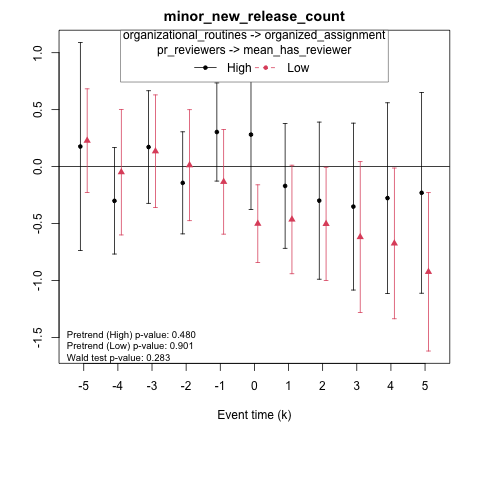 minor_new_release_count
organizational_routines -> organized_assignment
pr_reviewers -> mean_has_reviewer
High Low
1.0
0.5
0.0
-0.5
-1.0
-1.5
Pretrend (High) p-value: 0.480
Pretrend (Low) p-value: 0.901
Wald test p-value: 0.283
-5 -4 -3 -2 -1 0 1 2 3 4 5
Event time (k)